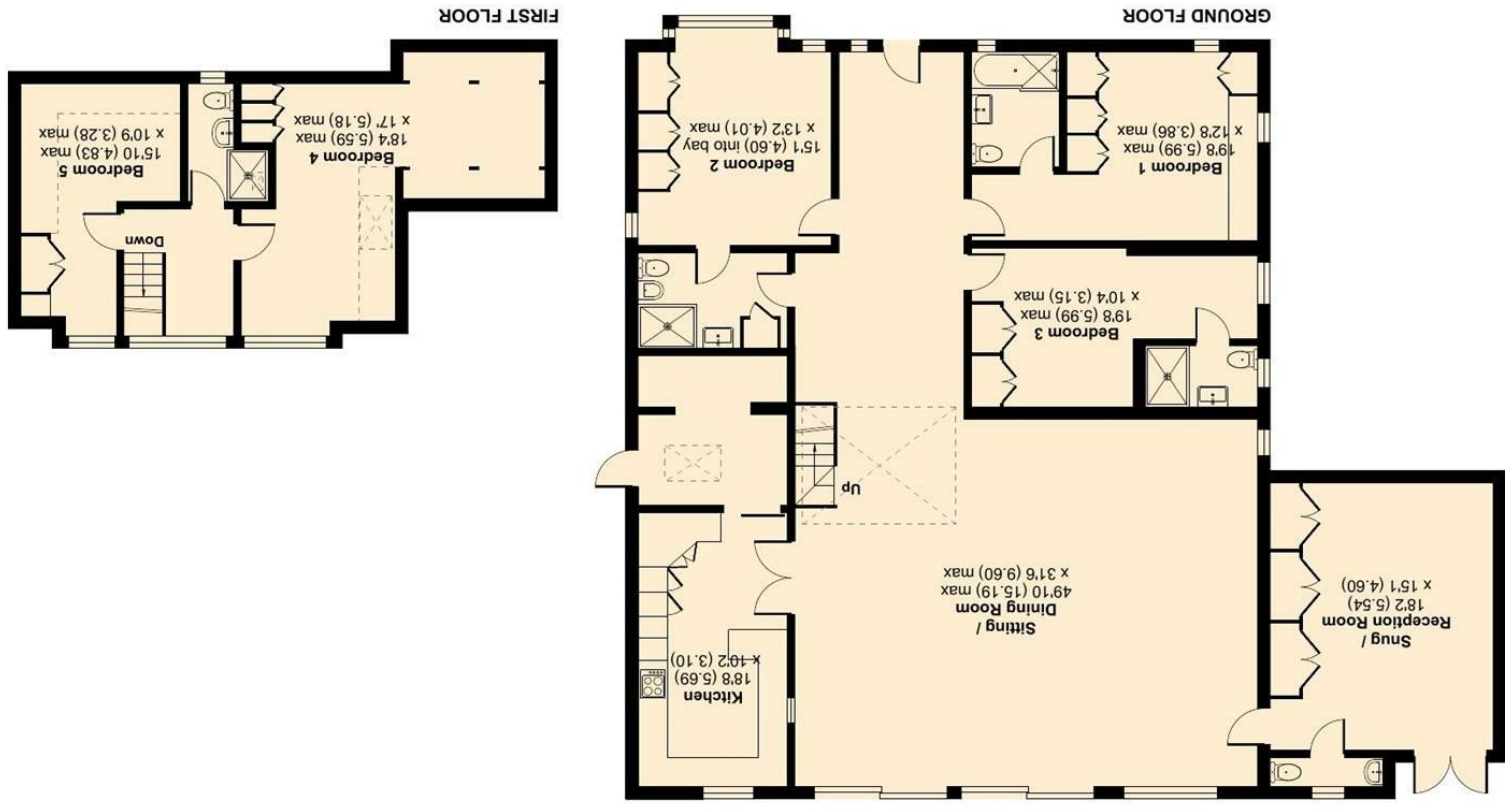 GROUND FLOOR
FIRST FLOOR
Snug /
Reception Room
18'2 (5.54)
x 15'1 (4.60)
Sitting /
Dining Room
49'10 (15.19) max
x 31'6 (9.60) max
Kitchen
18'8 (5.69)
x 10'2 (3.10)
Up
Bedroom 3
19'8 (5.99) max
x 10'4 (3.15) max
Bedroom 1
19'8 (5.99) max
x 12'8 (3.86) max
Bedroom 2
15'1 (4.60) into bay
x 13'2 (4.01) max
Down
Bedroom 4
18'4 (5.59) max
x 17' (5.18) max
Bedroom 5
15'10 (4.83) max
x 10'9 (3.28) max